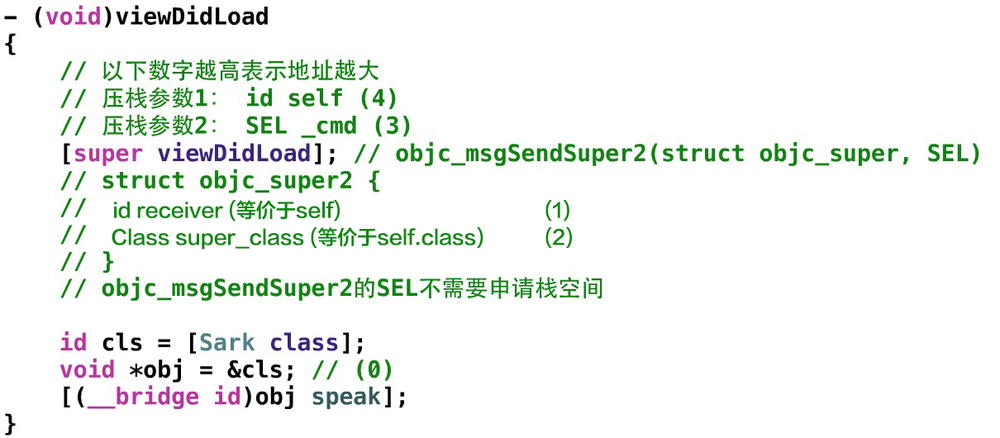 - (void)viewDidLoad
{
    // 以下数字越高表示地址越大
    // 压栈参数1： id self (4)
    // 压栈参数2： SEL _cmd (3)
    [super viewDidLoad]; // objc_msgSendSuper2(struct objc_super, SEL)
    // struct objc_super2 {
    //    id receiver (等价于self)    (1)
    //    Class super_class (等价于self.class)    (2)
    // }
    // objc_msgSendSuper2的SEL不需要申请栈空间

    id cls = [Sark class];
    void *obj = &cls; // (0)
    [(__bridge id)obj speak];
}